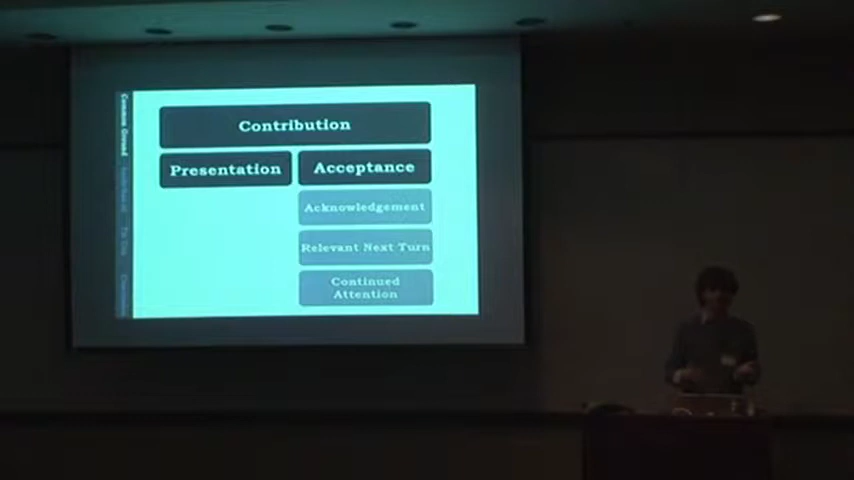 Contribution
Presentation
Acceptance
Acknowledgement
Relevant Next Turn
Continued
Attention
Common Ground